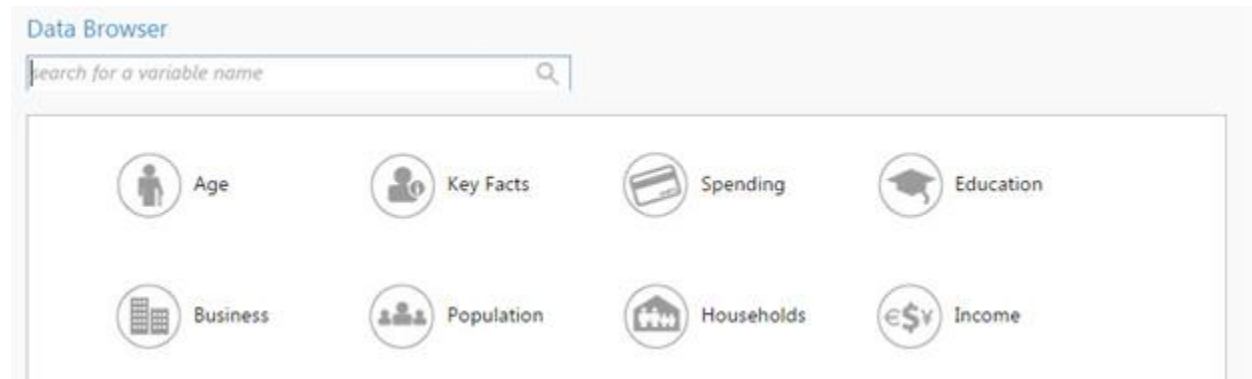 Data Browser
search for a variable name
Age Key Facts Spending Education
Business Population Households €$¥ Income